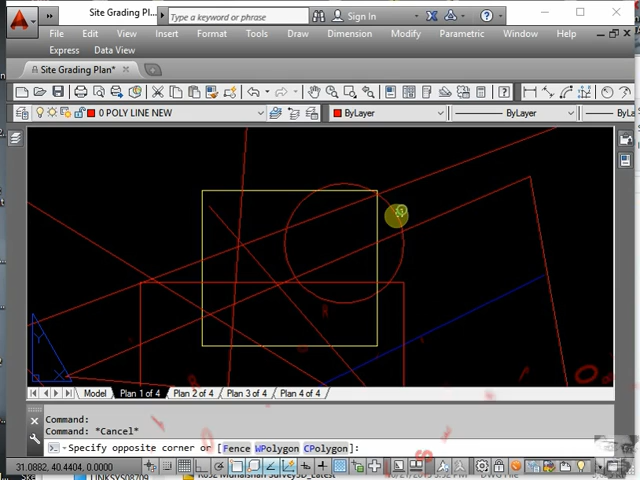 Site Grading Pl...
Type a keyword or phrase
Sign In
File Edit View Insert Format Tools Draw Dimension Modify Parametric Window Help
Express Data View
Site Grading Plan*
0 POLY LINE NEW
ByLayer
ByLayer
ByLayer
Y
X
Model Plan 1 of 4 Plan 2 of 4 Plan 3 of 4 Plan 4 of 4
Command:
Command: *Cancel*
Specify opposite corner or [Fence WPolygon CPolygon]:
31.0882, 40.4404, 0.0000